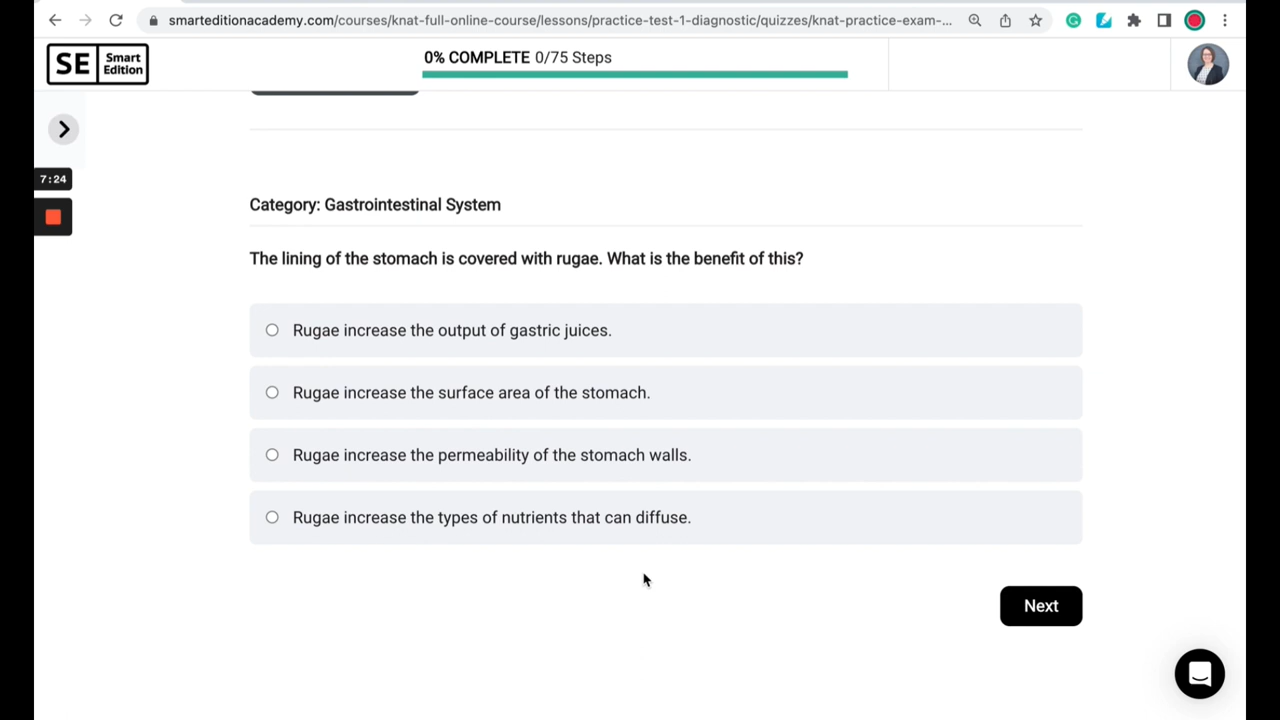 smarteditionacademy.com/courses/knat-full-online-course/lessons/practice-test-1-diagnostic/quizzes/knat-practice-exam-...
SE Smart Edition
0% COMPLETE 0/75 Steps
7:24
Category: Gastrointestinal System
The lining of the stomach is covered with rugae. What is the benefit of this?
Rugae increase the output of gastric juices.
Rugae increase the surface area of the stomach.
Rugae increase the permeability of the stomach walls.
Rugae increase the types of nutrients that can diffuse.
Next